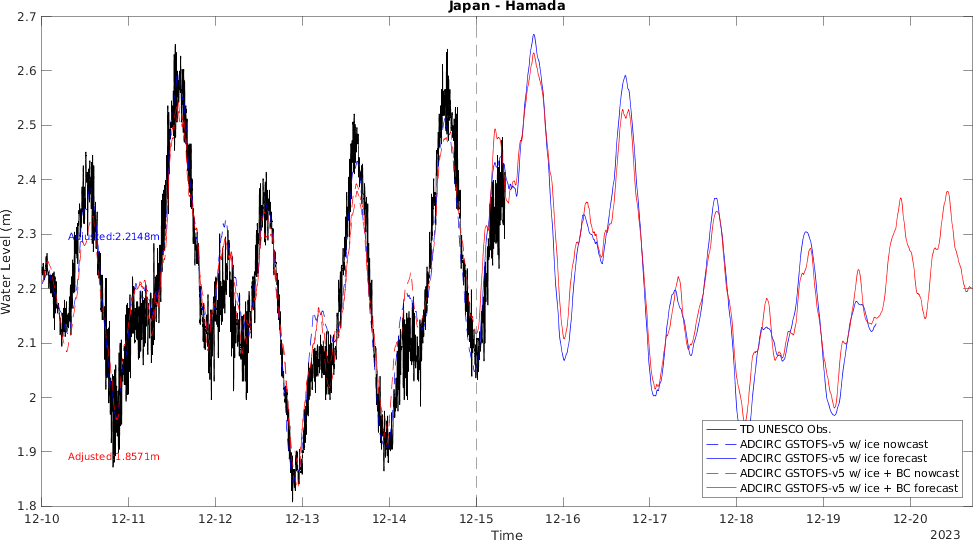 Japan - Hamada
2.7
2.6
2.5
2.4
2.3
2.2
2.1
2
1.9
1.8
Water Level (m)
Adjusted:2.2148m
Adjusted:1.8571m
TD UNESCO Obs.
ADCIRC GSTOFS-v5 w/ ice nowcast
ADCIRC GSTOFS-v5 w/ ice forecast
ADCIRC GSTOFS-v5 w/ ice + BC nowcast
ADCIRC GSTOFS-v5 w/ ice + BC forecast
12-10 12-11 12-12 12-13 12-14 12-15 12-16 12-17 12-18 12-19 12-20
Time
2023